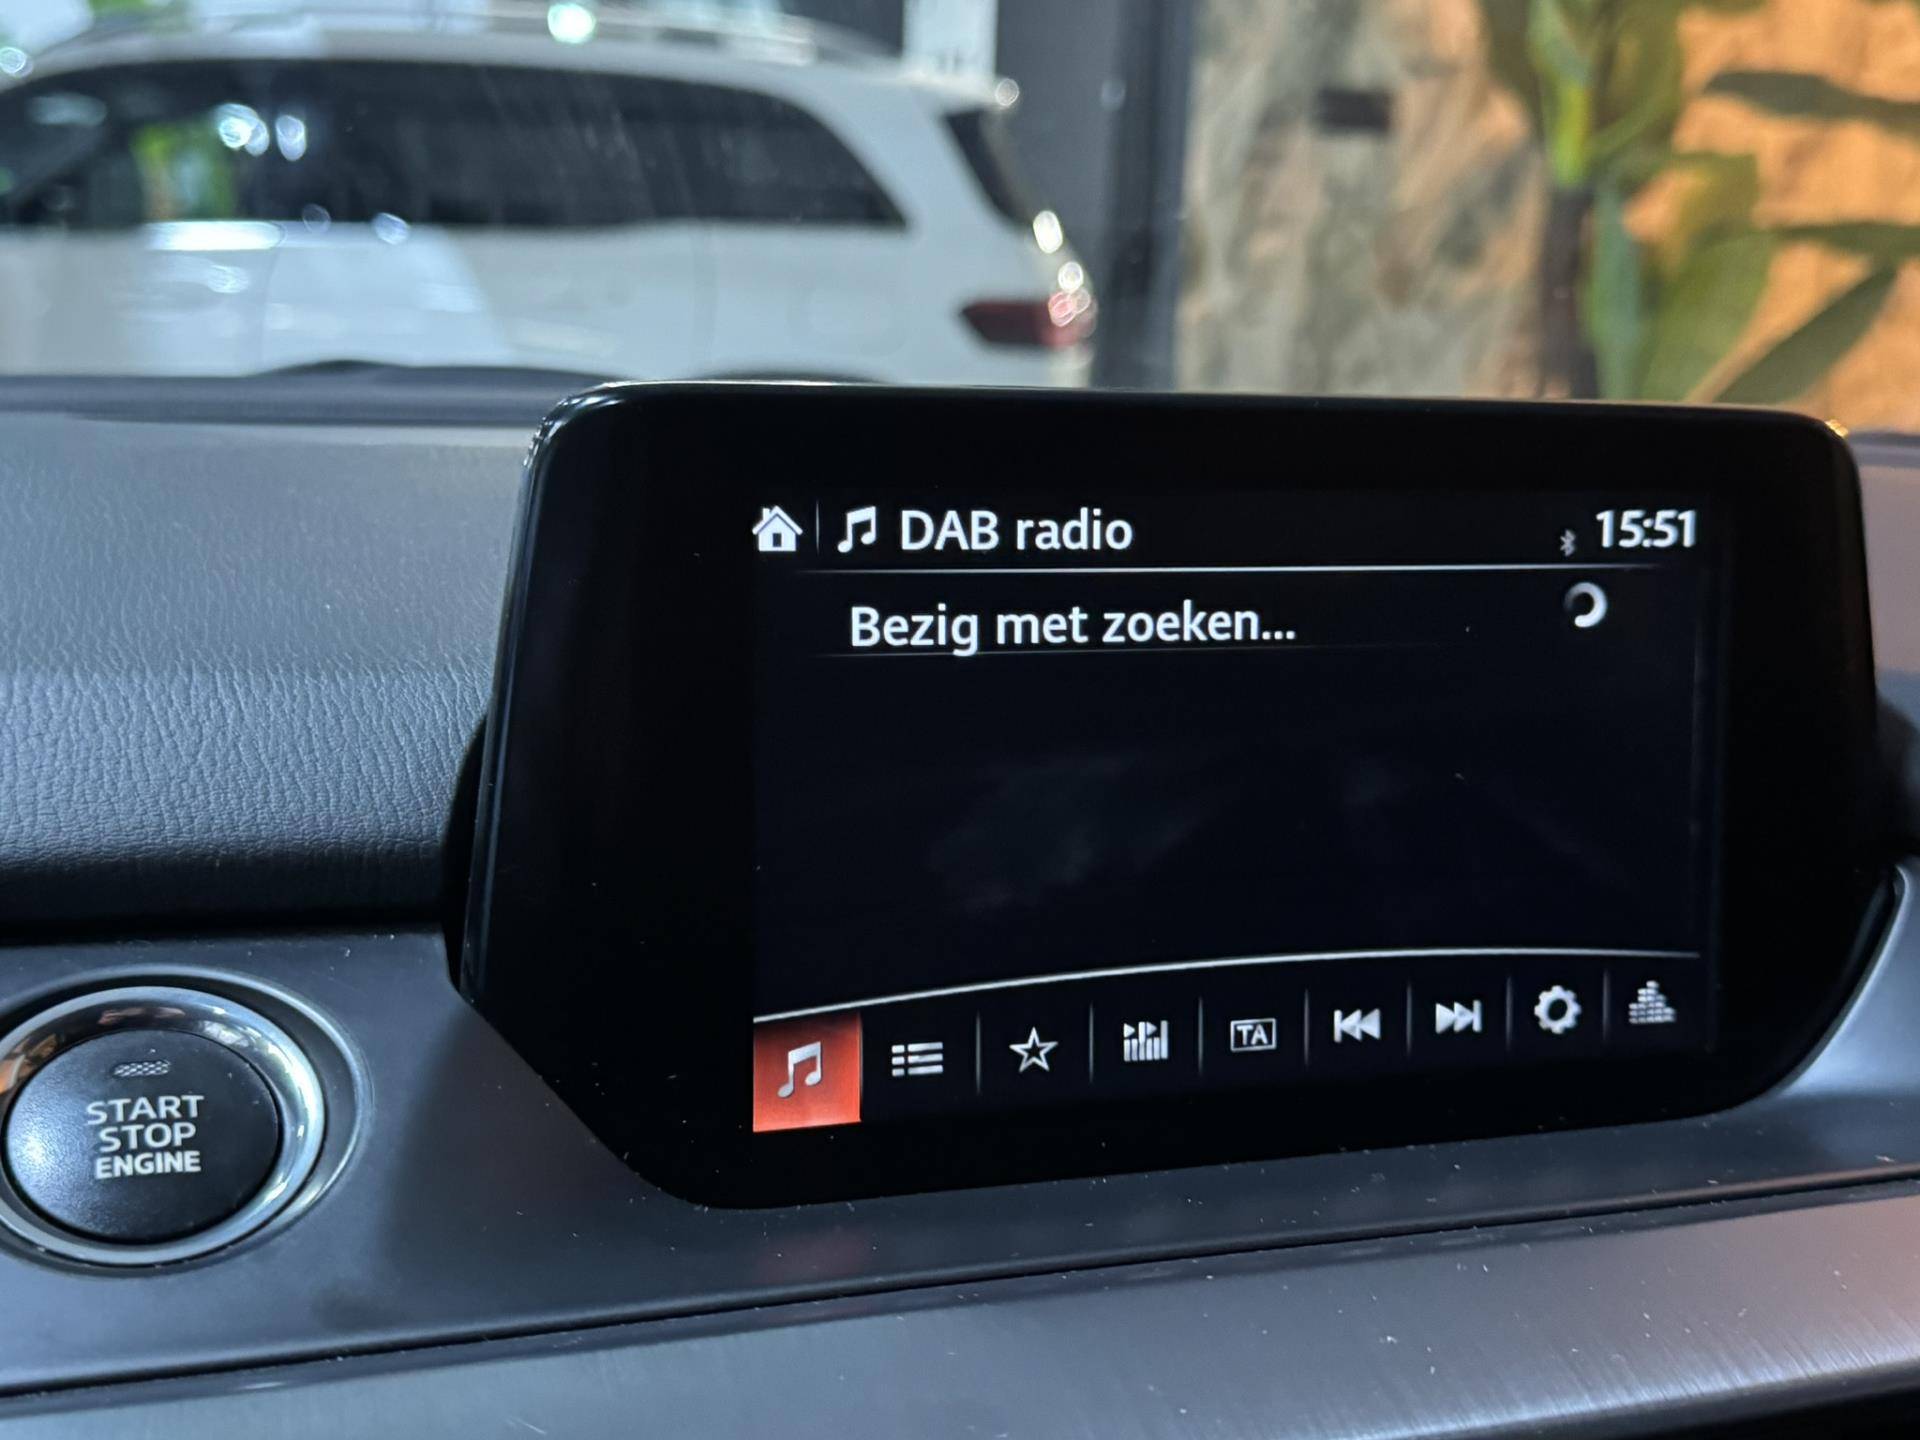 DAB radio
15:51
Bezig met zoeken...
TA
START
STOP
ENGINE